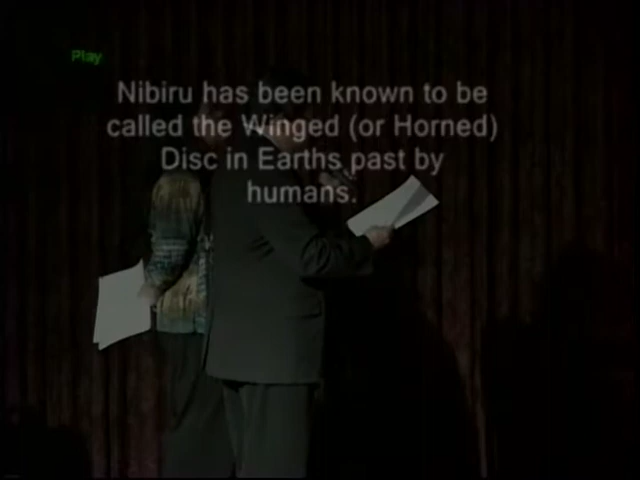 Play
Nibiru has been known to be
called the Winged (or Horned)
Disc in Earths past by
humans.